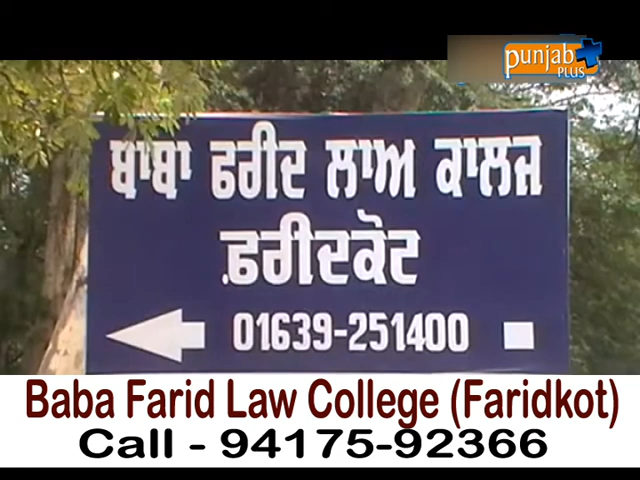 punjab
PLUS
ਬਾਬਾ ਫਰੀਦ ਲਾਅ ਕਾਲਜ
ਫ਼ਰੀਦਕੋਟ
01639-251400
Baba Farid Law College (Faridkot)
Call - 94175-92366